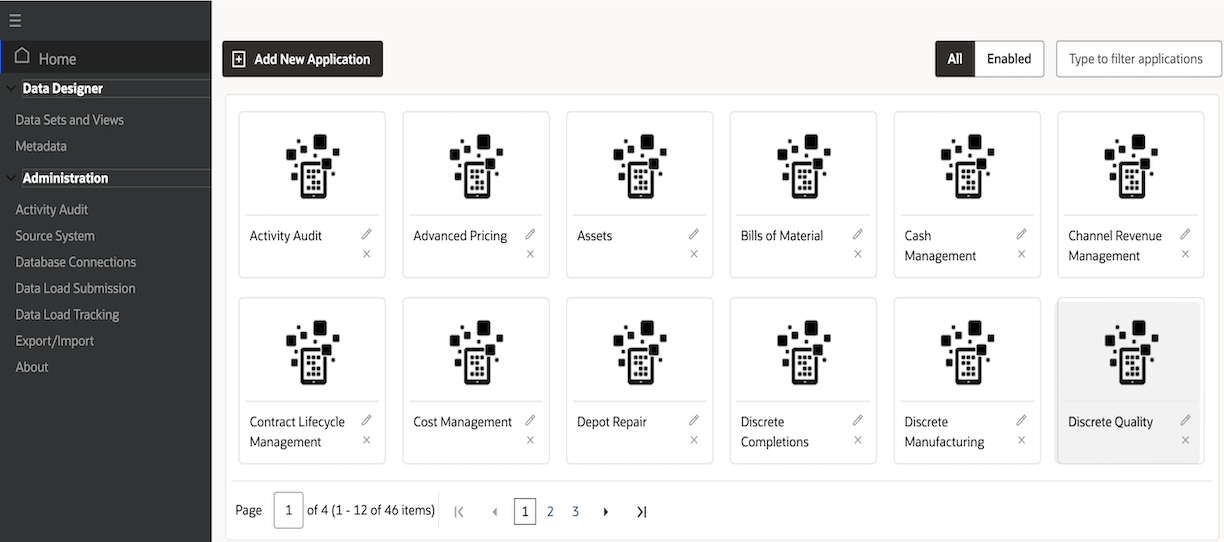 Home
Data Designer
Data Sets and Views
Metadata
Administration
Activity Audit
Source System
Database Connections
Data Load Submission
Data Load Tracking
Export/Import
About
Add New Application
All Enabled Type to filter applications
Activity Audit
Advanced Pricing
Assets
Bills of Material
Cash
Management
Channel Revenue
Management
Contract Lifecycle
Management
Cost Management
Depot Repair
Discrete
Completions
Discrete
Manufacturing
Discrete Quality
Page 1 of 4 (1 - 12 of 46 items) 1 2 3